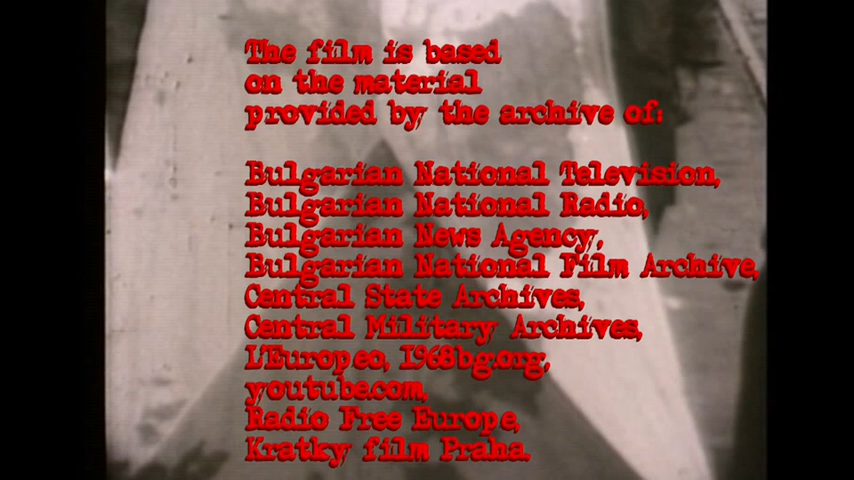 The film is based
on the material
provided by the archive of:
Bulgarian National Television,
Bulgarian National Radio,
Bulgarian News Agency,
Bulgarian National Film Archive,
Central State Archives,
Central Military Archives,
L'Europeo, 1968bg.org,
youtube.com,
Radio Free Europe,
Kratky film Praha.